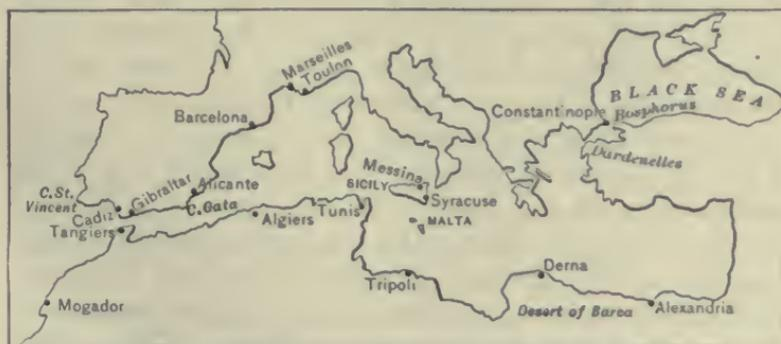 Marseilles
Toulon
BLACK SEA
Constantinople
Bosphorus
Barcelona
Dardenelles
Messina
C. St.
Vincent
Gibraltar
Alicante
SICILY
Cadiz
C. Gata
Tunis
Syracuse
Tangiers
Algiers
MALTA
Derna
Tripoli
Mogador
Desert of Barca
Alexandria